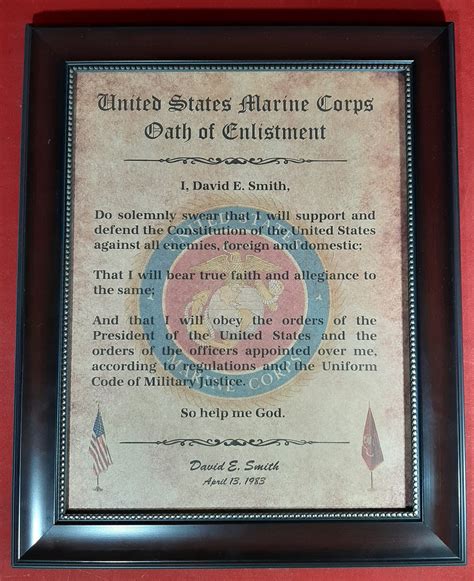 United States Marine Corps
Oath of Enlistment
I, David E. Smith,
Do solemnly swear that I will support and
defend the Constitution of the United States
against all enemies, foreign and domestic;
That I will bear true faith and allegiance to
the same;
And that I will obey the orders of the
President of the United States and the
orders of the officers appointed over me,
according to regulations and the Uniform
Code of Military Justice.
So help me God.
David E. Smith
April 13, 1983
MARINE CORPS